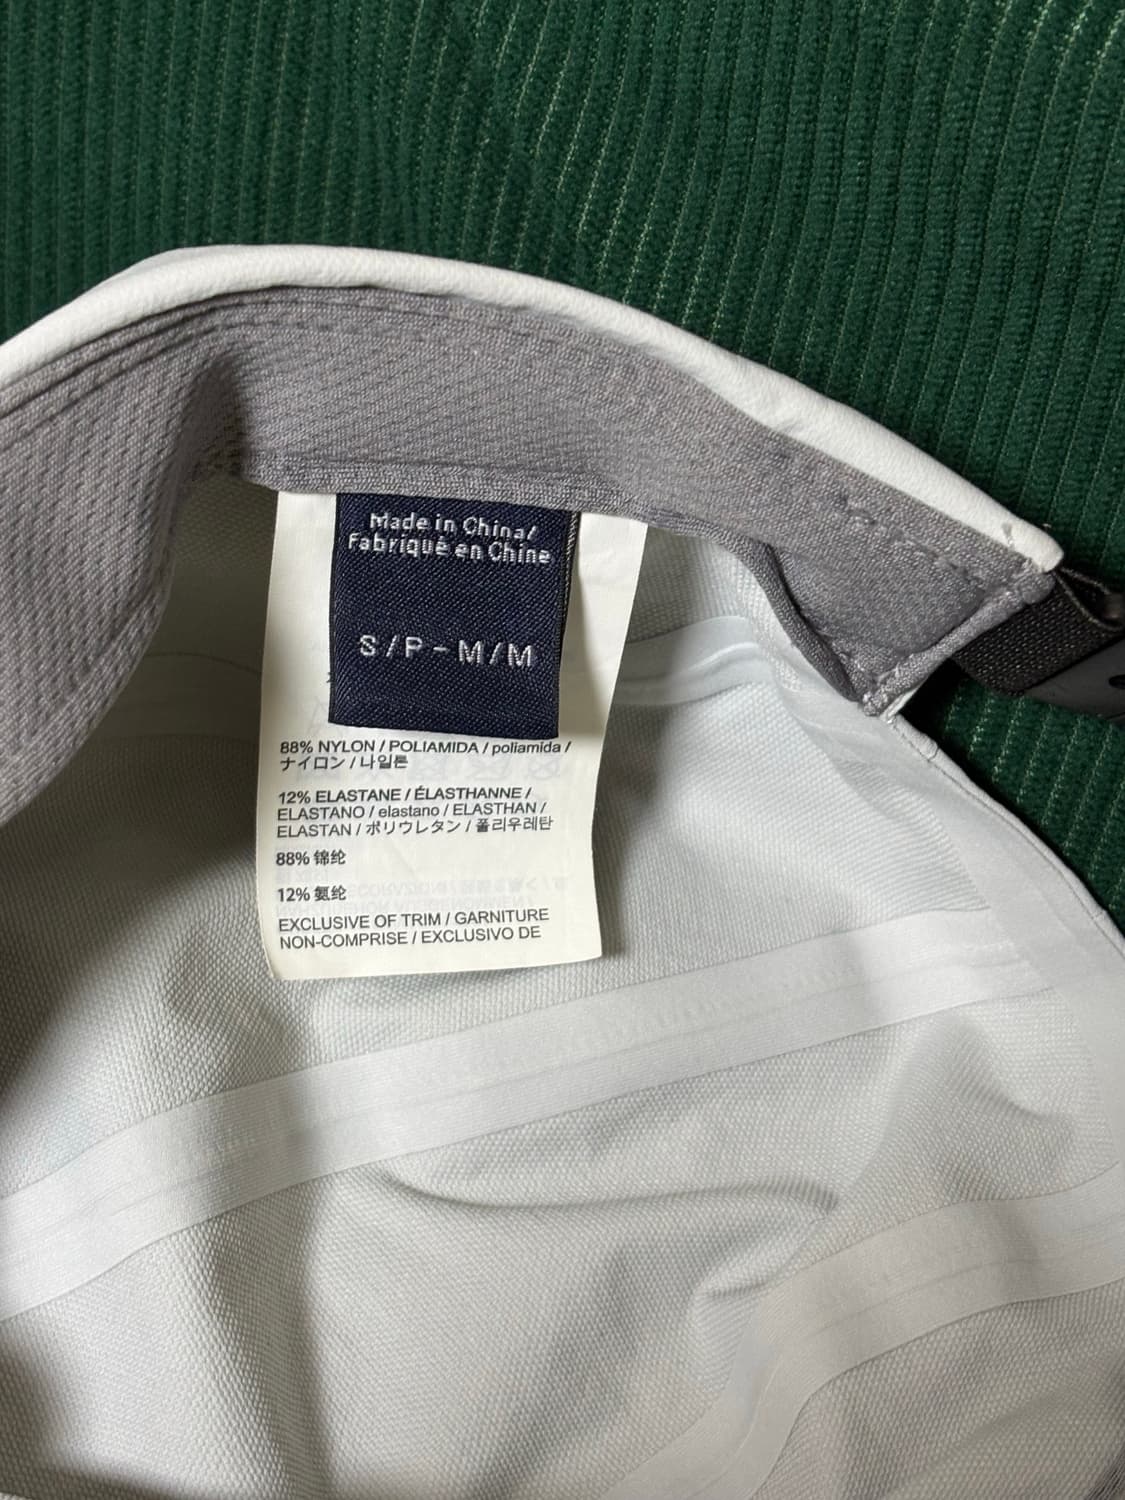 Made in China/
Fabriqué en Chine
S/P - M/M
88% NYLON / POLIAMIDA / poliamida /
ナイロン / 나일론
12% ELASTANE / ÉLASTHANNE /
ELASTANO / elastano / ELASTHAN /
ELASTAN / ポリウレタン / 폴리우레탄
88% 锦纶
12% 氨纶
EXCLUSIVE OF TRIM / GARNITURE
NON-COMPRISE / EXCLUSIVO DE